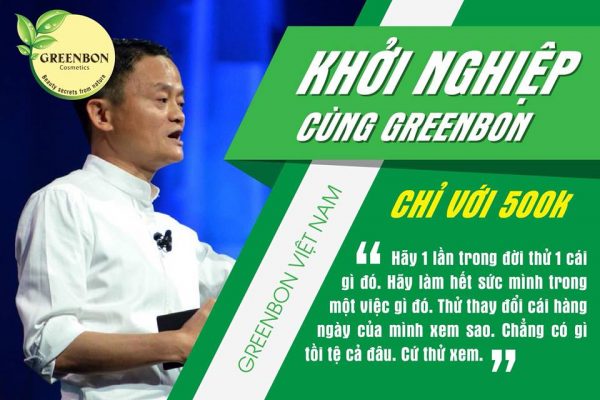 GREENBON
Cosmetics
Beauty secrets from nature
KHỞI NGHIỆP
CÙNG GREENBON
GREENBON VIỆT NAM
CHỈ VỚI 500k
“ Hãy 1 lần trong đời thử 1 cái
gì đó. Hãy làm hết sức mình trong
một việc gì đó. Thử thay đổi cái hàng
ngày của mình xem sao. Chẳng có gì
tồi tệ cả đâu. Cứ thử xem. ”